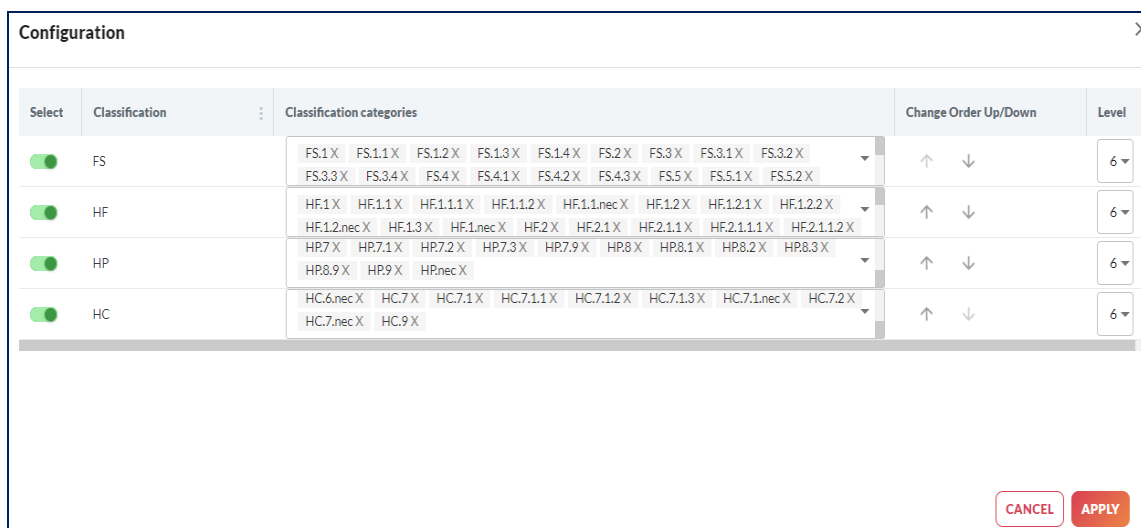 Configuration
Select Classification Classification categories Change Order Up/Down Level
FS FS.1 X FS.1.1 X FS.1.2 X FS.1.3 X FS.1.4 X FS.2 X FS.3 X FS.3.1 X FS.3.2 X 6
FS.3.3 X FS.3.4 X FS.4 X FS.4.1 X FS.4.2 X FS.4.3 X FS.5 X FS.5.1 X FS.5.2 X
HF HF.1 X HF.1.1 X HF.1.1.1 X HF.1.1.2 X HF.1.1.nec X HF.1.2 X HF.1.2.1 X HF.1.2.2 X 6
HF.1.2.nec X HF.1.3 X HF.1.nec X HF.2 X HF.2.1 X HF.2.1.1 X HF.2.1.1.1 X HF.2.1.1.2 X
HP HP.7 X HP.7.1 X HP.7.2 X HP.7.3 X HP.7.9 X HP.8 X HP.8.1 X HP.8.2 X HP.8.3 X 6
HP.8.9 X HP.9 X HP.nec X
HC HC.6.nec X HC.7 X HC.7.1 X HC.7.1.1 X HC.7.1.2 X HC.7.1.3 X HC.7.1.nec X HC.7.2 X 6
HC.7.nec X HC.9 X
CANCEL APPLY